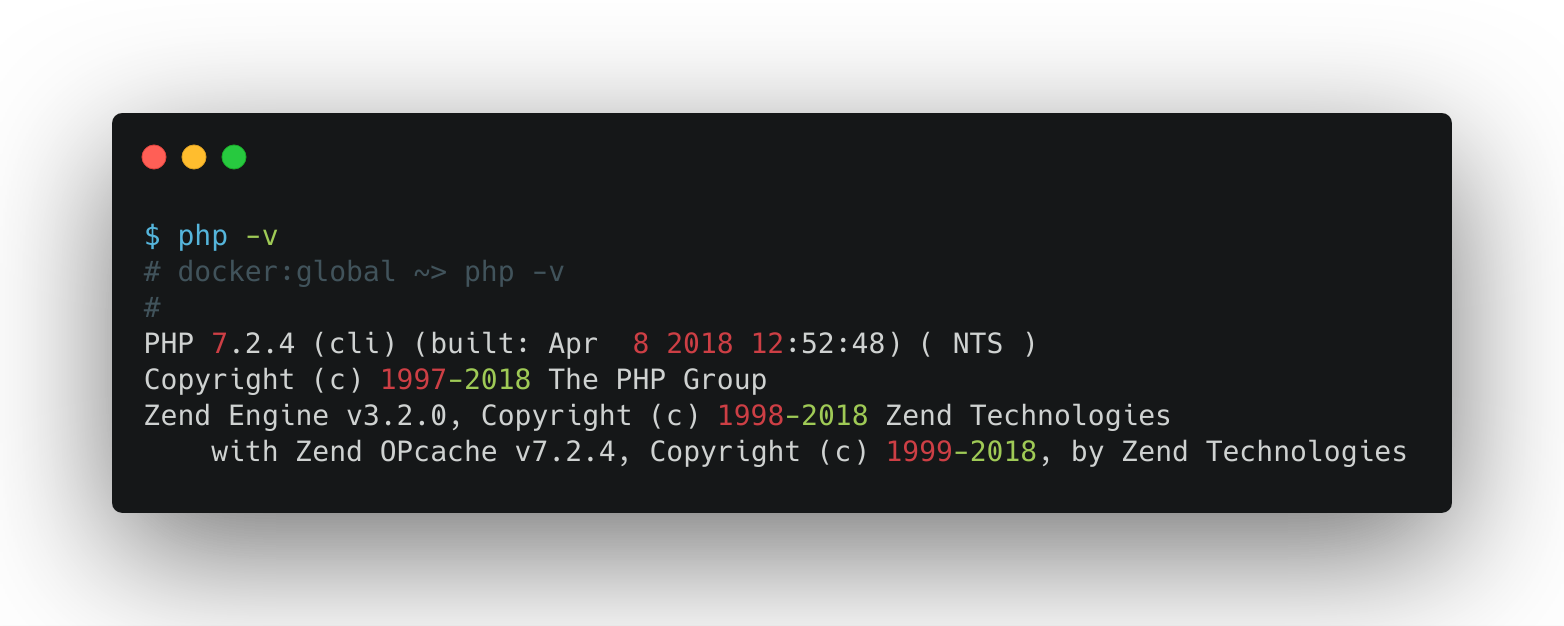 $ php -v
# docker:global ~> php -v
#
PHP 7.2.4 (cli) (built: Apr  8 2018 12:52:48) ( NTS )
Copyright (c) 1997-2018 The PHP Group
Zend Engine v3.2.0, Copyright (c) 1998-2018 Zend Technologies
    with Zend OPcache v7.2.4, Copyright (c) 1999-2018, by Zend Technologies